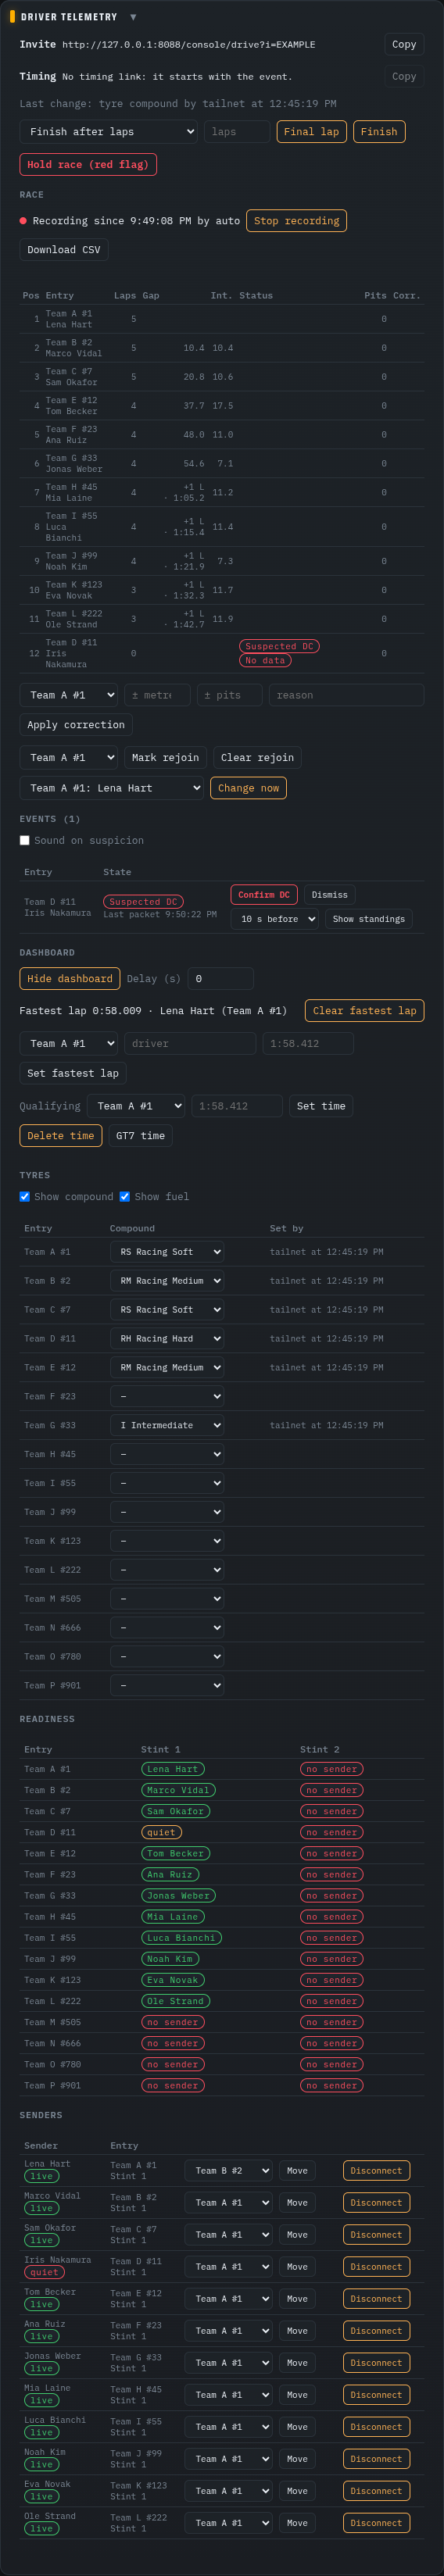 DRIVER TELEMETRY ▼
Invite http://127.0.0.1:8088/console/drive?i=EXAMPLE Copy
Timing No timing link: it starts with the event. Copy
Last change: tyre compound by tailnet at 12:45:19 PM
Finish after laps laps Final lap Finish
Hold race (red flag)
RACE
Recording since 9:49:08 PM by auto Stop recording
Download CSV
Pos Entry Laps Gap Int. Status Pits Corr.
1 Team A #1 5 0
Lena Hart
2 Team B #2 5 10.4 10.4 0
Marco Vidal
3 Team C #7 5 20.8 10.6 0
Sam Okafor
4 Team E #12 4 37.7 17.5 0
Tom Becker
5 Team F #23 4 48.0 11.0 0
Ana Ruiz
6 Team G #33 4 54.6 7.1 0
Jonas Weber
7 Team H #45 4 +1 L 11.2 0
Mia Laine · 1:05.2
8 Team I #55 4 +1 L 11.4 0
Luca · 1:15.4
Bianchi
9 Team J #99 4 +1 L 7.3 0
Noah Kim · 1:21.9
10 Team K #123 3 +1 L 11.7 0
Eva Novak · 1:32.3
11 Team L #222 3 +1 L 11.9 0
Ole Strand · 1:42.7
12 Team D #11 0 Suspected DC 0
Iris No data
Nakamura
Team A #1 ± metre ± pits reason
Apply correction
Team A #1 Mark rejoin Clear rejoin
Team A #1: Lena Hart Change now
EVENTS (1)
Sound on suspicion
Entry State
Team D #11 Suspected DC Confirm DC Dismiss
Iris Nakamura Last packet 9:50:22 PM 10 s before Show standings
DASHBOARD
Hide dashboard Delay (s) 0
Fastest lap 0:58.009 · Lena Hart (Team A #1) Clear fastest lap
Team A #1 driver 1:58.412
Set fastest lap
Qualifying Team A #1 1:58.412 Set time
Delete time GT7 time
TYRES
Show compound Show fuel
Entry Compound Set by
Team A #1 RS Racing Soft tailnet at 12:45:19 PM
Team B #2 RM Racing Medium tailnet at 12:45:19 PM
Team C #7 RS Racing Soft tailnet at 12:45:19 PM
Team D #11 RH Racing Hard tailnet at 12:45:19 PM
Team E #12 RM Racing Medium tailnet at 12:45:19 PM
Team F #23 —
Team G #33 I Intermediate tailnet at 12:45:19 PM
Team H #45 —
Team I #55 —
Team J #99 —
Team K #123 —
Team L #222 —
Team M #505 —
Team N #666 —
Team O #780 —
Team P #901 —
READINESS
Entry Stint 1 Stint 2
Team A #1 Lena Hart no sender
Team B #2 Marco Vidal no sender
Team C #7 Sam Okafor no sender
Team D #11 quiet no sender
Team E #12 Tom Becker no sender
Team F #23 Ana Ruiz no sender
Team G #33 Jonas Weber no sender
Team H #45 Mia Laine no sender
Team I #55 Luca Bianchi no sender
Team J #99 Noah Kim no sender
Team K #123 Eva Novak no sender
Team L #222 Ole Strand no sender
Team M #505 no sender no sender
Team N #666 no sender no sender
Team O #780 no sender no sender
Team P #901 no sender no sender
SENDERS
Sender Entry
Lena Hart Team A #1 Team B #2 Move Disconnect
live Stint 1
Marco Vidal Team B #2 Team A #1 Move Disconnect
live Stint 1
Sam Okafor Team C #7 Team A #1 Move Disconnect
live Stint 1
Iris Nakamura Team D #11 Team A #1 Move Disconnect
quiet Stint 1
Tom Becker Team E #12 Team A #1 Move Disconnect
live Stint 1
Ana Ruiz Team F #23 Team A #1 Move Disconnect
live Stint 1
Jonas Weber Team G #33 Team A #1 Move Disconnect
live Stint 1
Mia Laine Team H #45 Team A #1 Move Disconnect
live Stint 1
Luca Bianchi Team I #55 Team A #1 Move Disconnect
live Stint 1
Noah Kim Team J #99 Team A #1 Move Disconnect
live Stint 1
Eva Novak Team K #123 Team A #1 Move Disconnect
live Stint 1
Ole Strand Team L #222 Team A #1 Move Disconnect
live Stint 1